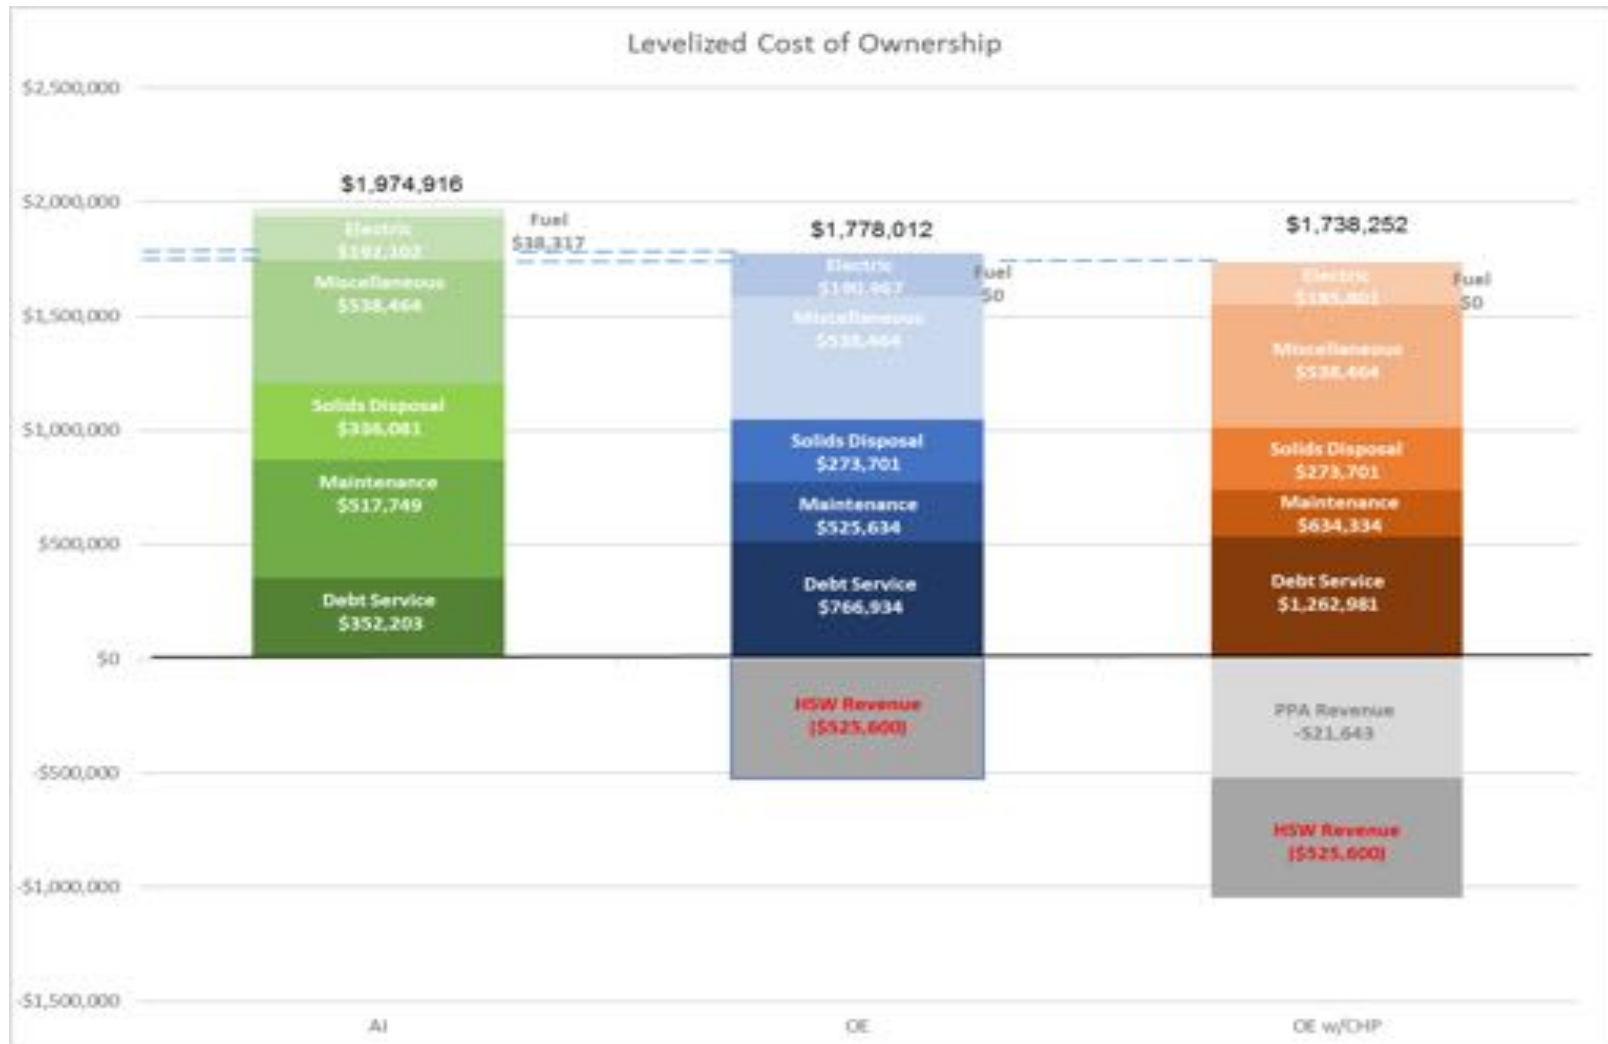 Levelized Cost of Ownership
$2,500,000
$2,000,000
$1,500,000
$1,000,000
$500,000
$0
-$500,000
-$1,000,000
-$1,500,000
$1,974,916
Fuel
$38,317
Electric
$192,102
Miscellaneous
$538,464
Solids Disposal
$336,081
Maintenance
$517,749
Debt Service
$352,203
AI
$1,778,012
Fuel
$0
Electric
Miscellaneous
$538,464
Solids Disposal
$273,701
Maintenance
$525,634
Debt Service
$766,934
HSW Revenue
($525,600)
OE
$1,738,252
Fuel
$0
Electric
Miscellaneous
$538,464
Solids Disposal
$273,701
Maintenance
$634,334
Debt Service
$1,262,981
PPA Revenue
-521,643
HSW Revenue
($525,600)
OE w/CHP